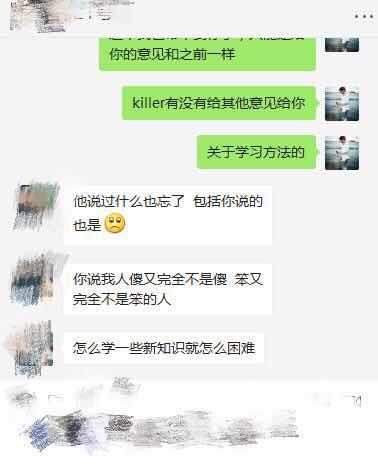 你的意见和之前一样
killer有没有给其他意见给你
关于学习方法的
他说过什么也忘了 包括你说的
也是
你说我人傻又完全不是傻 笨又
完全不是笨的人
怎么学一些新知识就怎么困难